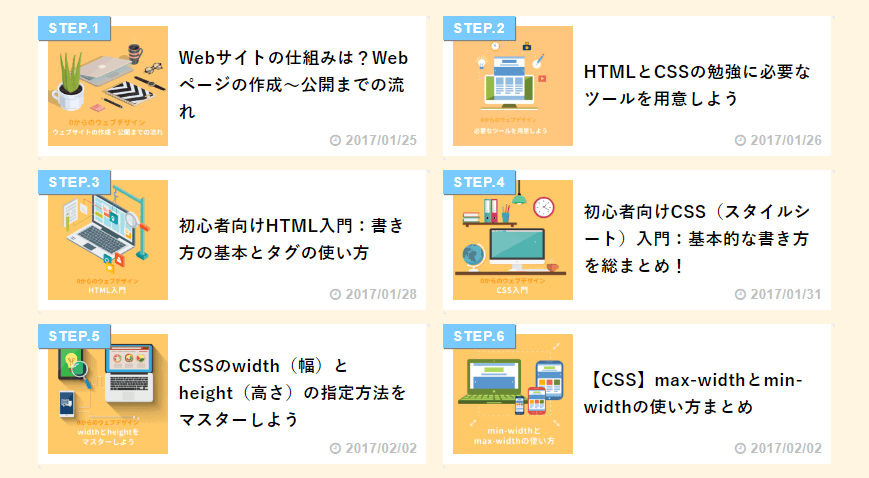 STEP.1
Webサイトの仕組みは？Web
ページの作成～公開までの流
れ
0からのウェブデザイン
ウェブサイトの作成・公開までの流れ
2017/01/25
STEP.2
HTMLとCSSの勉強に必要な
ツールを用意しよう
0からのウェブデザイン
必要なツールを用意しよう
2017/01/26
STEP.3
初心者向けHTML入門：書き
方の基本とタグの使い方
0からのウェブデザイン
HTML入門
2017/01/28
STEP.4
初心者向けCSS（スタイルシ
ート）入門：基本的な書き方
を総まとめ！
0からのウェブデザイン
CSS入門
2017/01/31
STEP.5
CSSのwidth（幅）と
height（高さ）の指定方法を
マスターしよう
0からのウェブデザイン
widthとheightを
マスターしよう
2017/02/02
STEP.6
【CSS】max-widthとmin-
widthの使い方まとめ
min-widthと
max-widthの使い方
2017/02/02